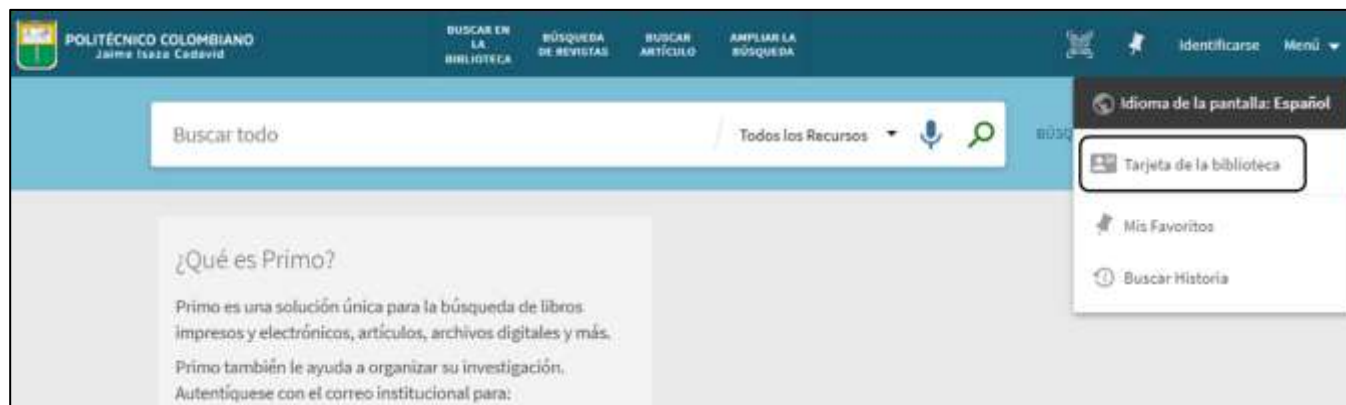 POLITÉCNICO COLOMBIANO
Jaime Isaza Cadavid
BUSCAR EN
LA
BIBLIOTECA
BÚSQUEDA
DE REVISTAS
BUSCAR
ARTÍCULO
AMPLIAR LA
BÚSQUEDA
Identificarse
Menú
Idioma de la pantalla: Español
Buscar todo
Todos los Recursos
BÚSQ
Tarjeta de la biblioteca
Mis Favoritos
Buscar Historia
¿Qué es Primo?
Primo es una solución única para la búsqueda de libros
impresos y electrónicos, artículos, archivos digitales y más.
Primo también le ayuda a organizar su investigación.
Autentíquese con el correo institucional para: